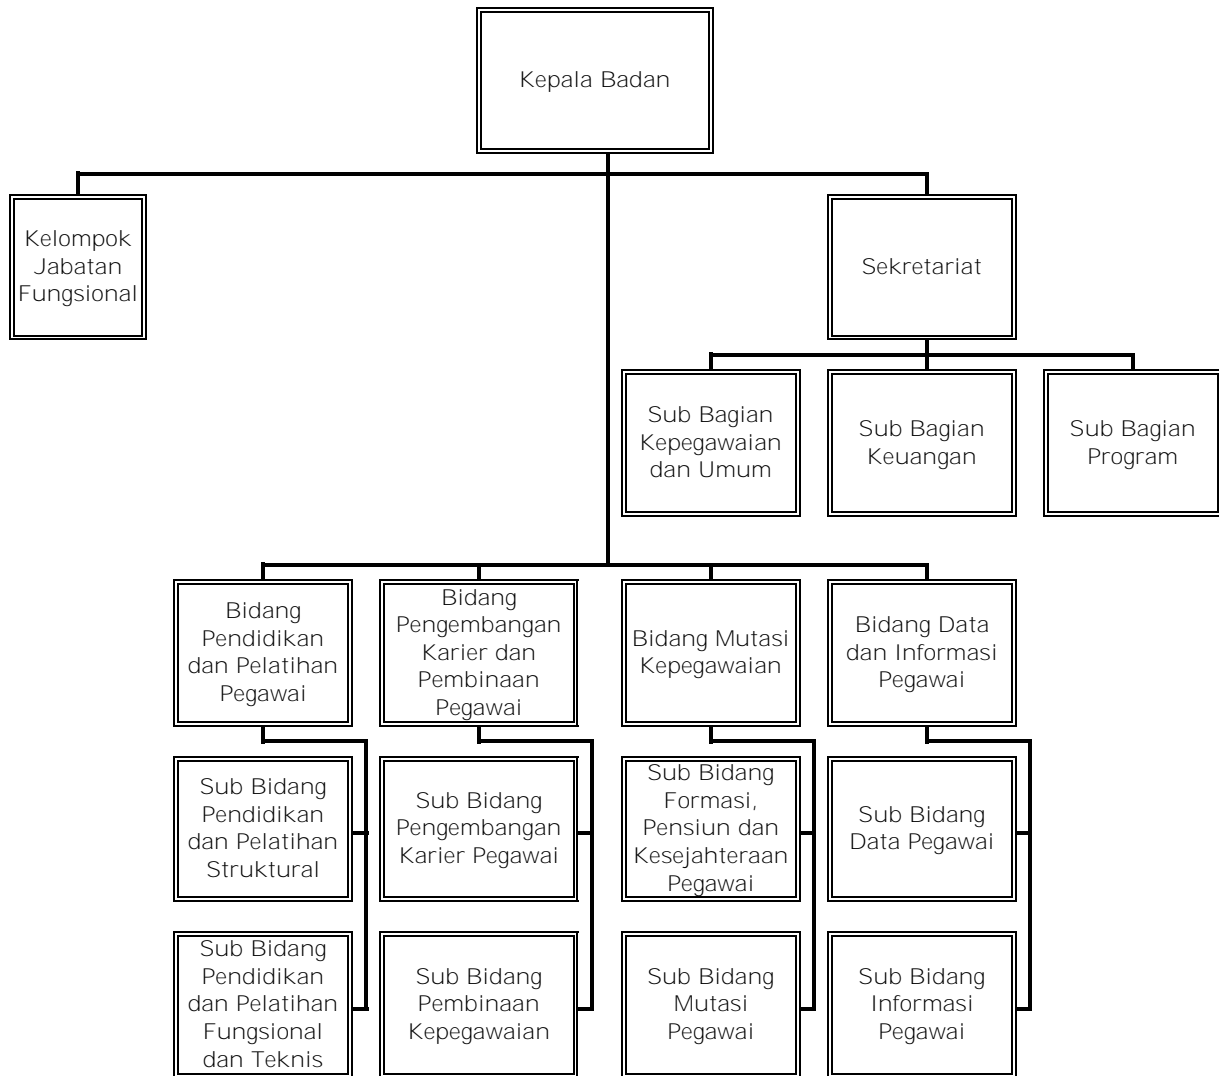 Kepala Badan
Kelompok
Jabatan
Fungsional
Sekretariat
Sub Bagian
Kepegawaian
dan Umum
Sub Bagian
Keuangan
Sub Bagian
Program
Bidang
Pendidikan
dan Pelatihan
Pegawai
Bidang
Pengembangan
Karier dan
Pembinaan
Pegawai
Bidang Mutasi
Kepegawaian
Bidang Data
dan Informasi
Pegawai
Sub Bidang
Pendidikan
dan Pelatihan
Struktural
Sub Bidang
Pengembangan
Karier Pegawai
Sub Bidang
Formasi,
Pensiun dan
Kesejahteraan
Pegawai
Sub Bidang
Data Pegawai
Sub Bidang
Pendidikan
dan Pelatihan
Fungsional
dan Teknis
Sub Bidang
Pembinaan
Kepegawaian
Sub Bidang
Mutasi
Pegawai
Sub Bidang
Informasi
Pegawai